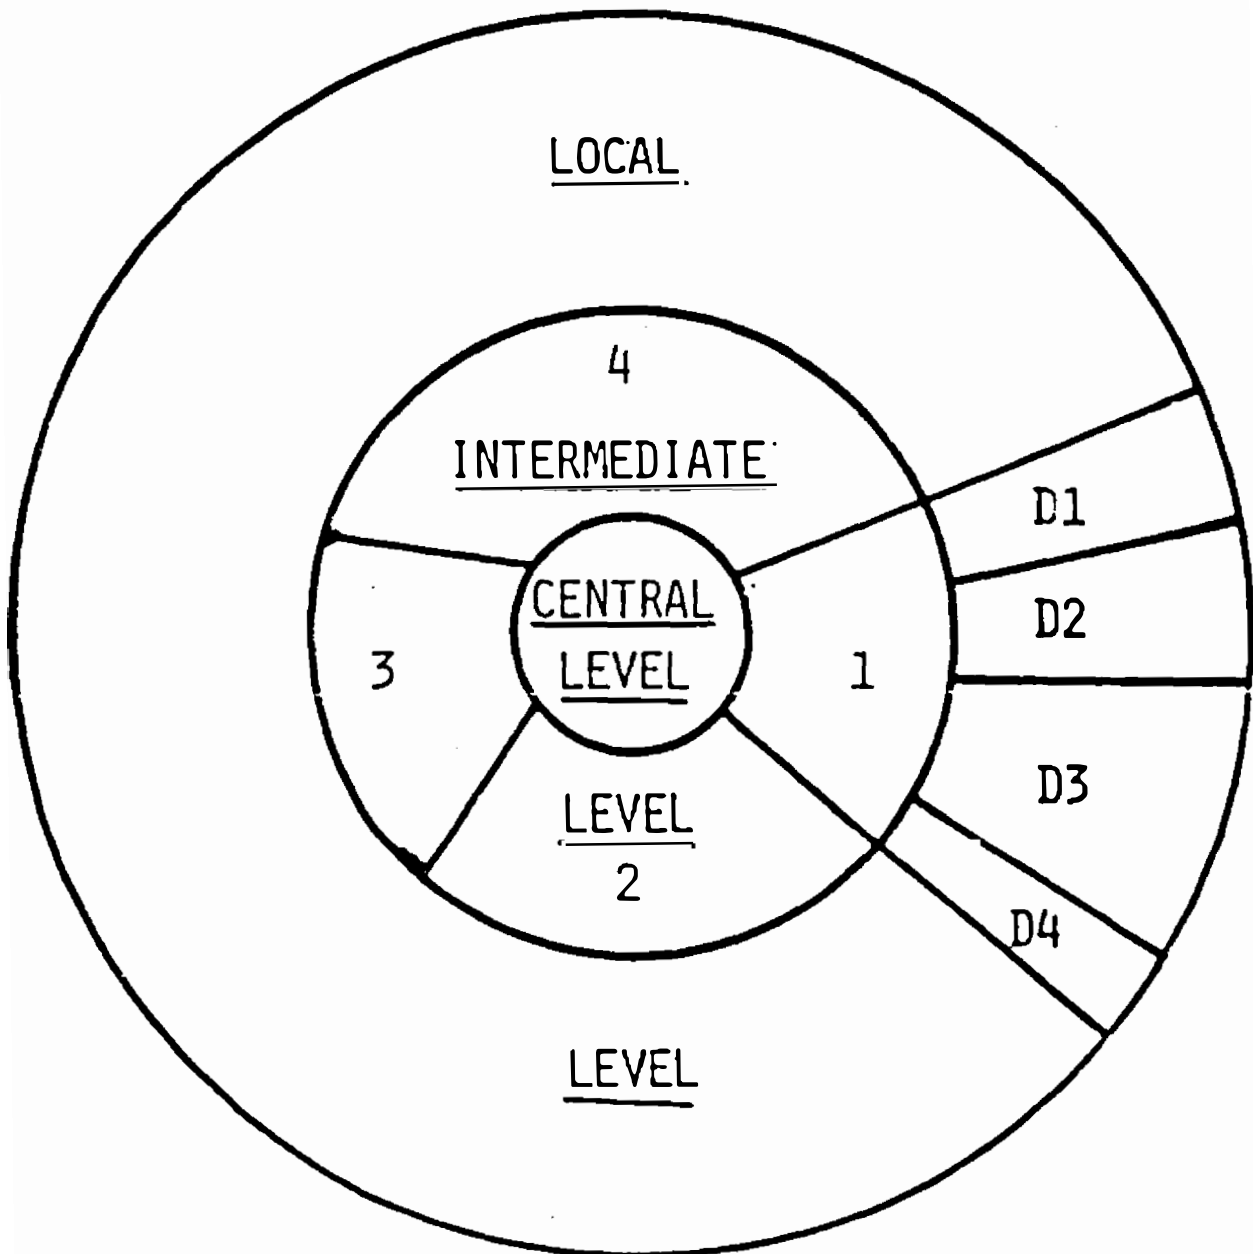 LOCAL
4
INTERMEDIATE
D1
D2
CENTRAL
LEVEL
3
1
D3
LEVEL
2
D4
LEVEL